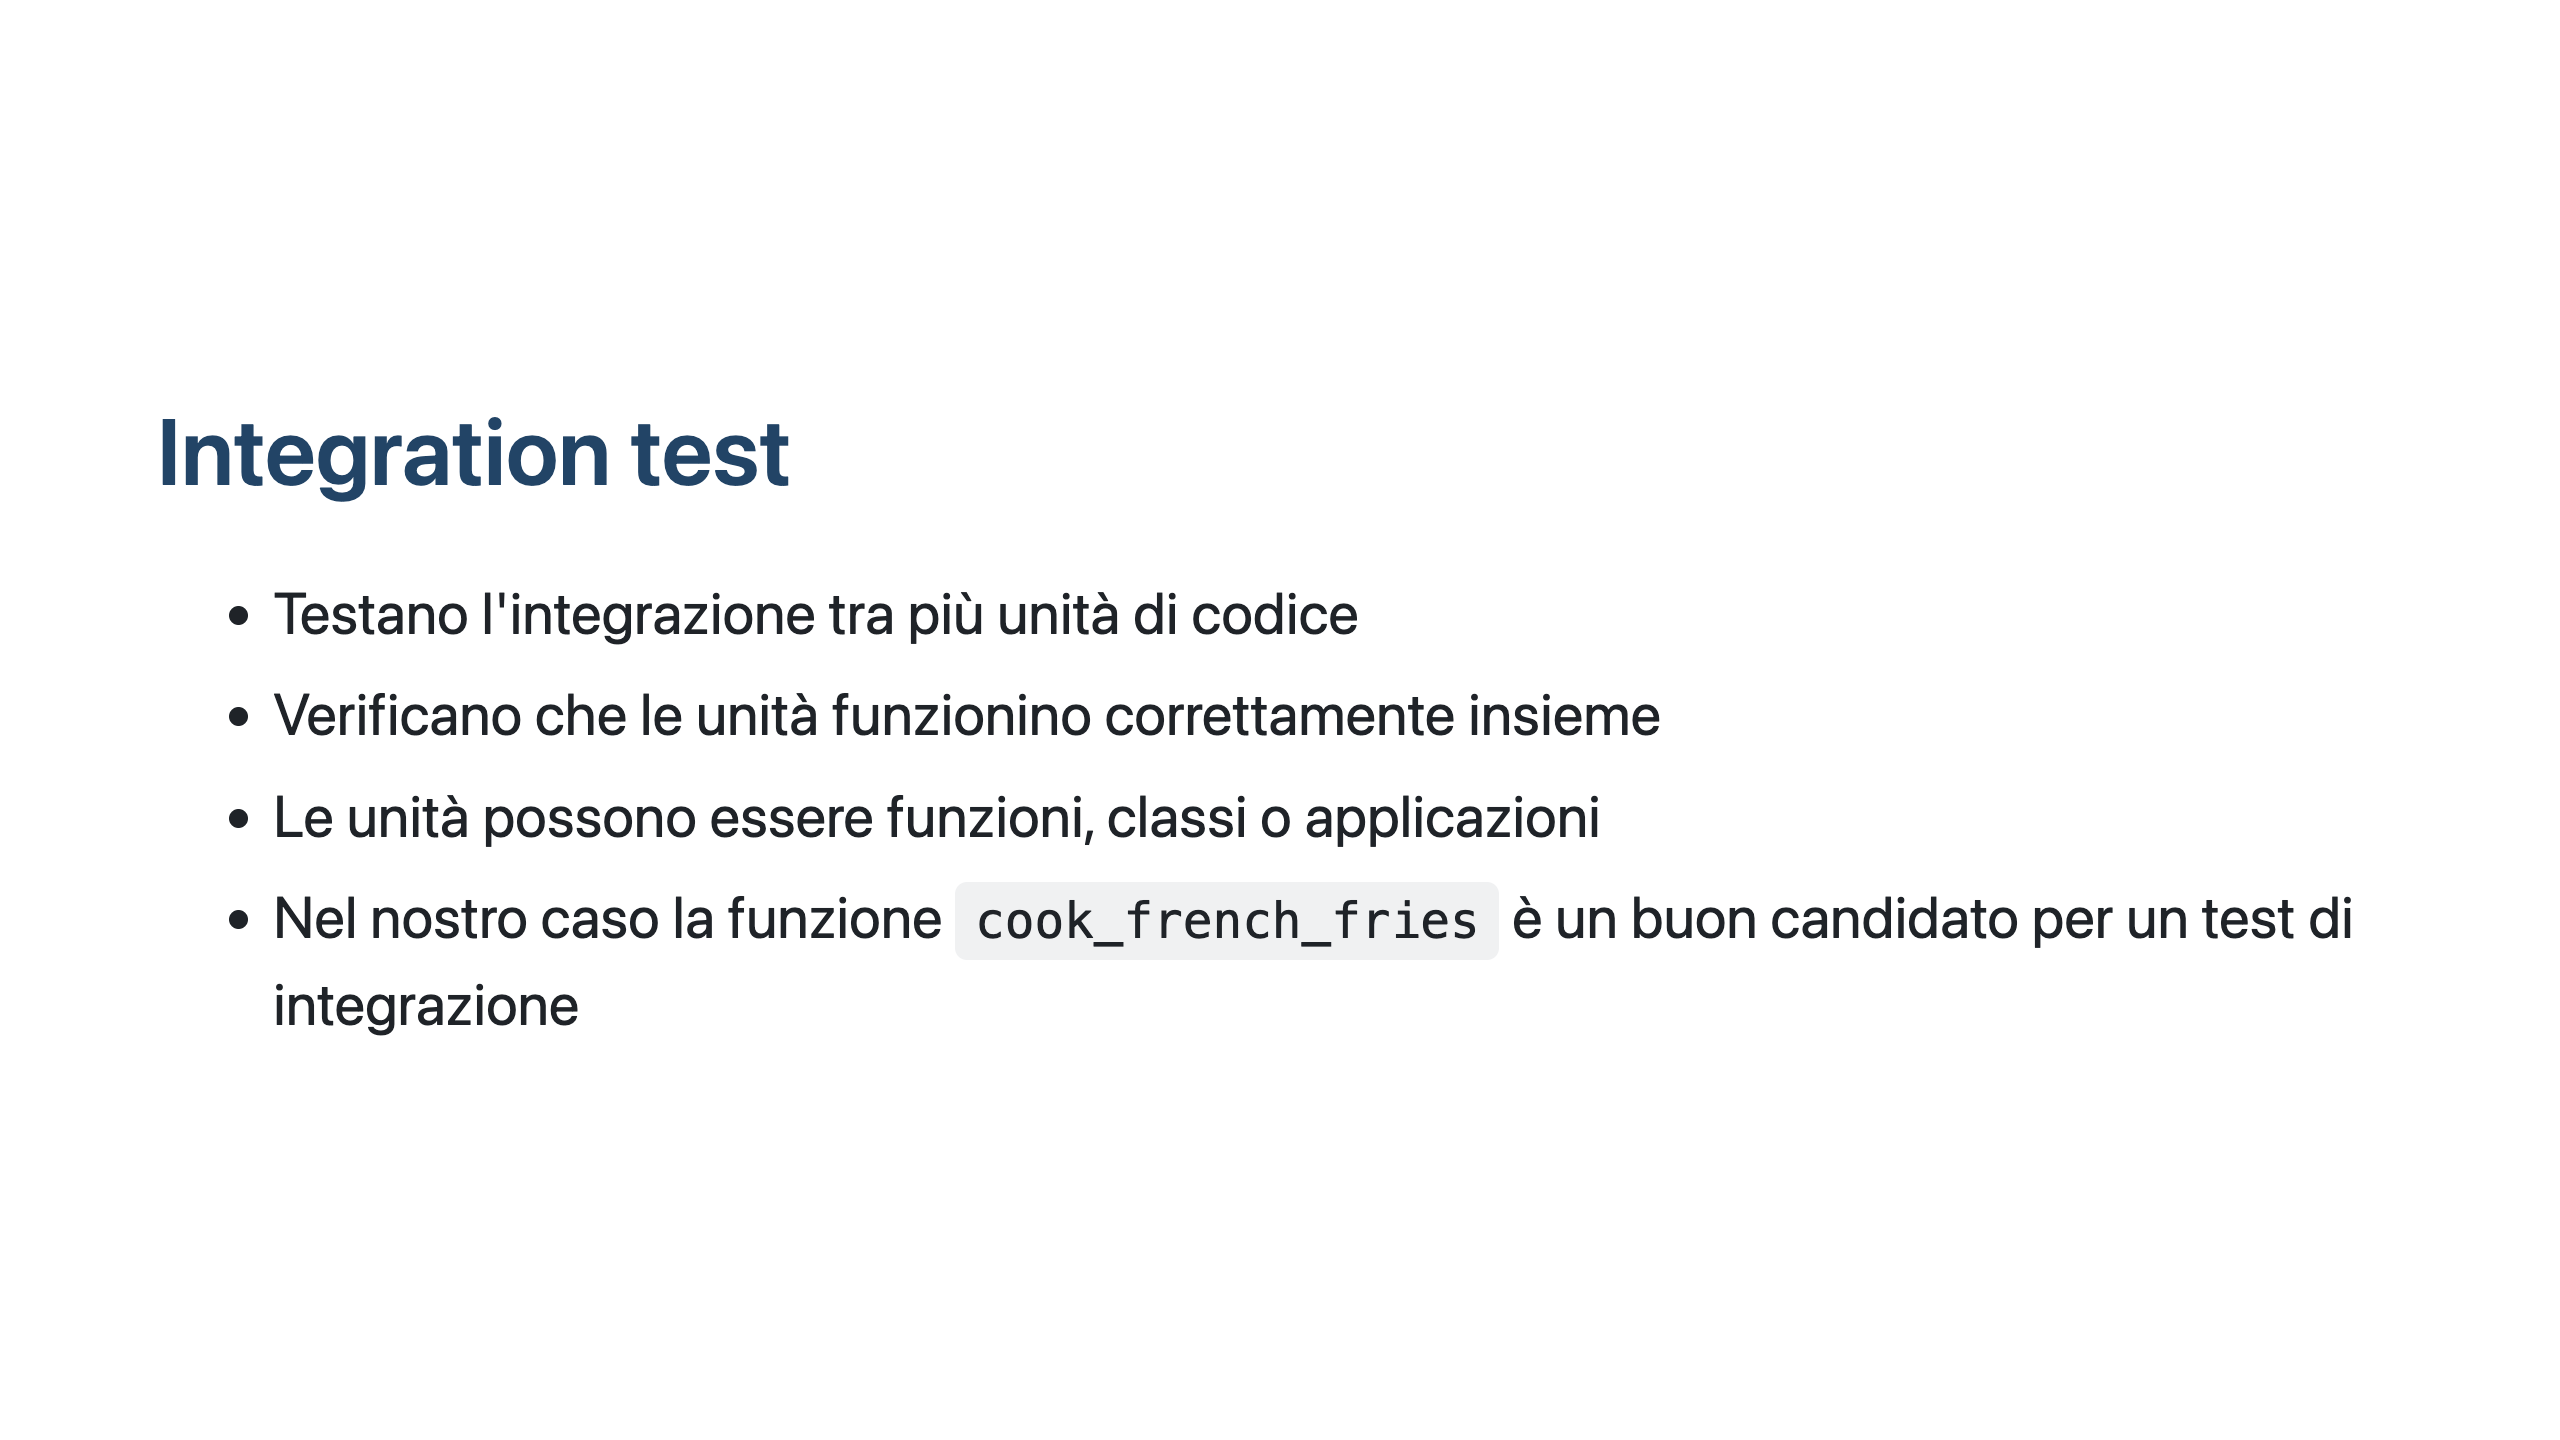 Integration test
• Testano l'integrazione tra più unità di codice
• Verificano che le unità funzionino correttamente insieme
• Le unità possono essere funzioni, classi o applicazioni
• Nel nostro caso la funzione cook_french_fries è un buon candidato per un test di
integrazione